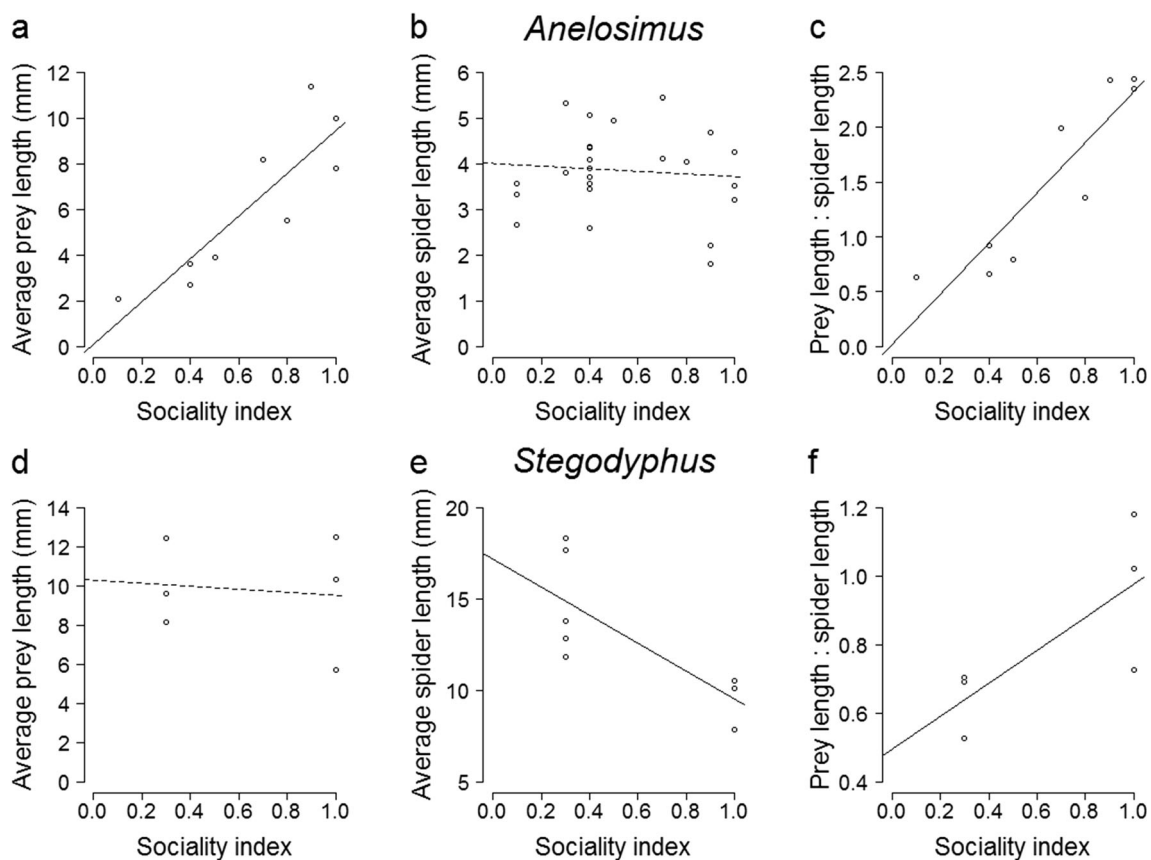 a
b
Anelosimus
c
Average prey length (mm)
12
10
8
6
4
2
0
0.0 0.2 0.4 0.6 0.8 1.0
Sociality index
Average spider length (mm)
6
5
4
3
2
1
0
0.0 0.2 0.4 0.6 0.8 1.0
Sociality index
Prey length : spider length
2.5
2.0
1.5
1.0
0.5
0.0
0.0 0.2 0.4 0.6 0.8 1.0
Sociality index
d
e
Stegodyphus
f
Average prey length (mm)
14
12
10
8
6
4
2
0
0.0 0.2 0.4 0.6 0.8 1.0
Sociality index
Average spider length (mm)
20
15
10
5
0.0 0.2 0.4 0.6 0.8 1.0
Sociality index
Prey length : spider length
1.2
1.0
0.8
0.6
0.4
0.0 0.2 0.4 0.6 0.8 1.0
Sociality index